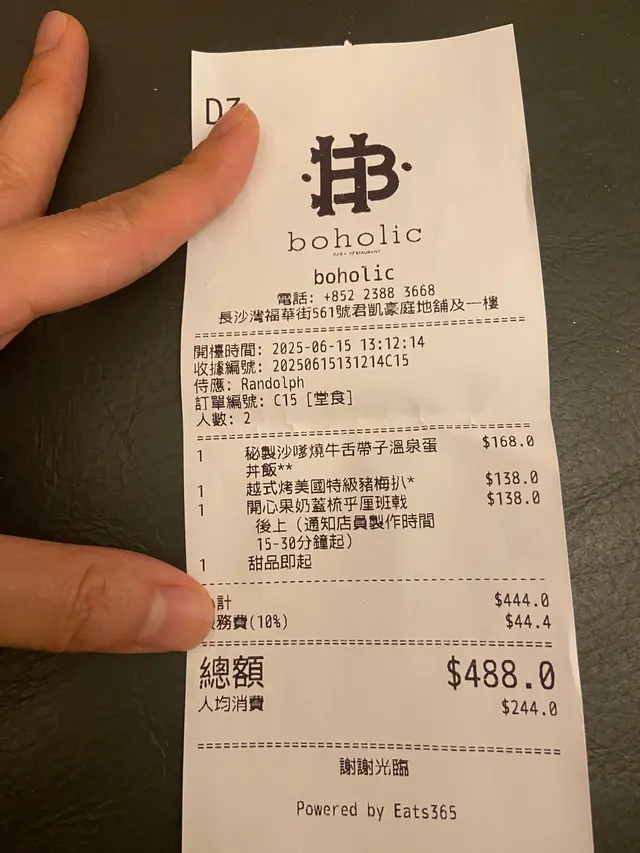 boholic
boholic
電話: +852 2388 3668
長沙灣福華街561號君凱豪庭地舖及一樓
開檯時間: 2025-06-15 13:12:14
收據編號: 20250615131214C15
侍應: Randolph
訂單編號: C15 [堂食]
人數: 2
1 秘製沙嗲燒牛舌帶子溫泉蛋 $168.0
丼飯**
1 越式烤美國特級豬梅扒* $138.0
1 開心果奶蓋梳乎厘班戟 $138.0
後上 (通知店員製作時間
15-30分鐘起)
1 甜品即起
計 $444.0
務費(10%) $44.4
總額 $488.0
人均消費 $244.0
謝謝光臨
Powered by Eats365